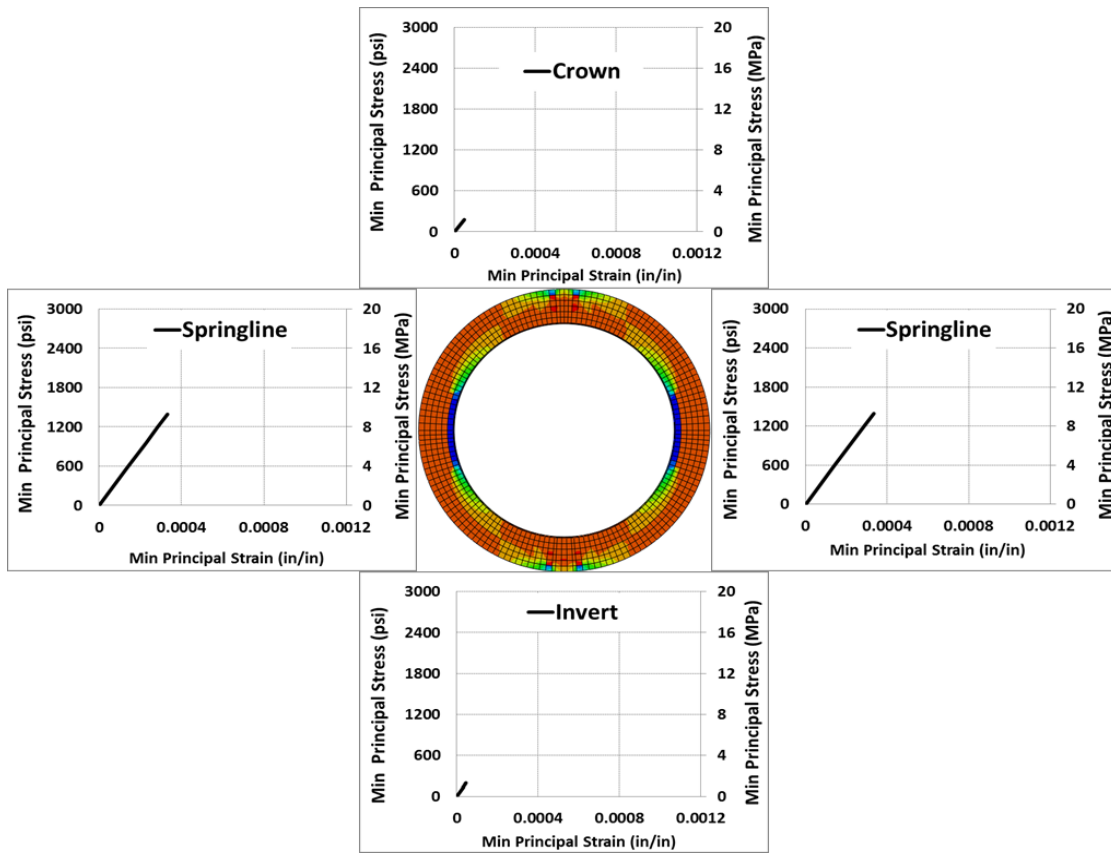 Crown
Min Principal Stress (psi)
3000
2400
1800
1200
600
0
20
16
12
8
4
0
Min Principal Stress (MPa)
0 0.0004 0.0008 0.0012
Min Principal Strain (in/in)
Springline
Min Principal Stress (psi)
3000
2400
1800
1200
600
0
20
16
12
8
4
0
Min Principal Stress (MPa)
0 0.0004 0.0008 0.0012
Min Principal Strain (in/in)
Springline
Min Principal Stress (psi)
3000
2400
1800
1200
600
0
20
16
12
8
4
0
Min Principal Stress (MPa)
0 0.0004 0.0008 0.0012
Min Principal Strain (in/in)
Invert
Min Principal Stress (psi)
3000
2400
1800
1200
600
0
20
16
12
8
4
0
Min Principal Stress (MPa)
0 0.0004 0.0008 0.0012
Min Principal Strain (in/in)